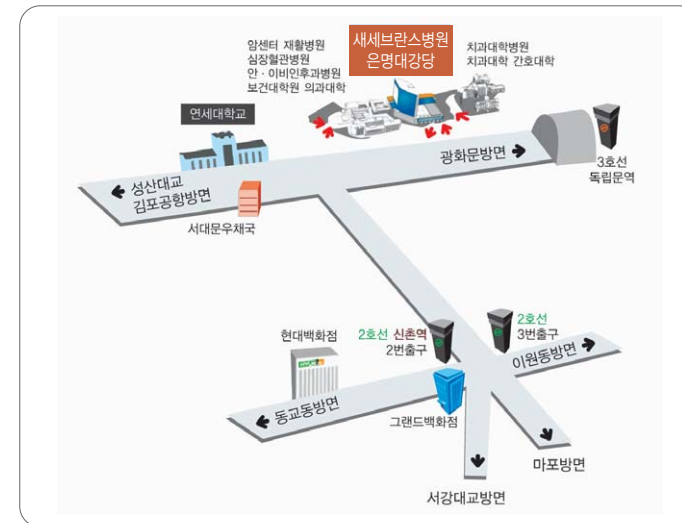 암센터 재활병원
심장혈관병원
안·이비인후과병원
보건대학원 의과대학
새세브란스병원
은명대강당
치과대학병원
치과대학 간호대학
연세대학교
광화문방면
3호선
독립문역
성산대교
김포공항방면
서대문우채국
현대백화점
2호선 신촌역
2번출구
2호선
3번출구
이원동방면
동교동방면
그랜드백화점
마포방면
서강대교방면